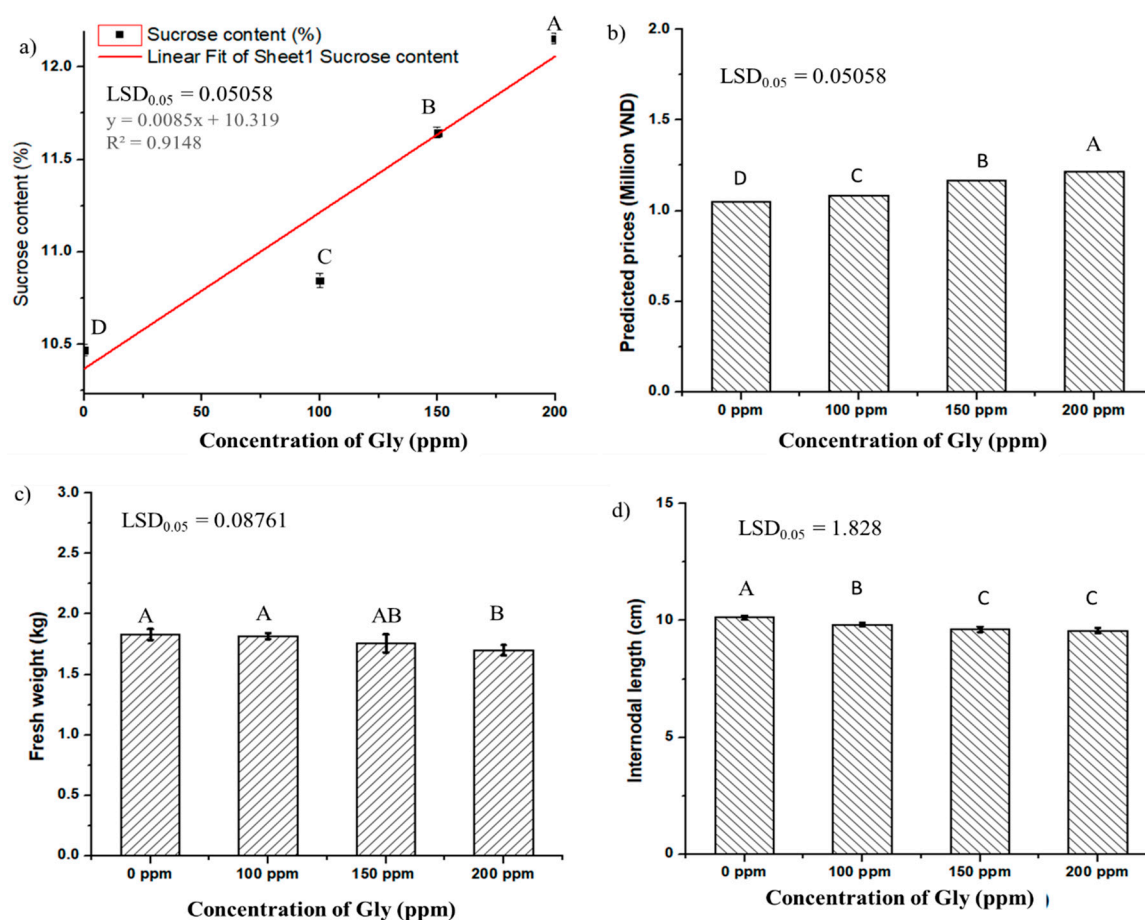 a)
Sucrose content (%)
Linear Fit of Sheet1 Sucrose content
LSD0.05 = 0.05058
y = 0.0085x + 10.319
R² = 0.9148
A
B
C
D
12.0
11.5
11.0
10.5
Sucrose content (%)
0 50 100 150 200
Concentration of Gly (ppm)
b)
LSD0.05 = 0.05058
2.0
1.5
1.0
0.5
0.0
Predicted prices (Million VND)
D C B A
0 ppm 100 ppm 150 ppm 200 ppm
Concentration of Gly (ppm)
c)
LSD0.05 = 0.08761
3.0
2.5
2.0
1.5
1.0
0.5
0.0
Fresh weight (kg)
A A AB B
0 ppm 100 ppm 150 ppm 200 ppm
Concentration of Gly (ppm)
d)
LSD0.05 = 1.828
15
10
5
0
Internodal length (cm)
A B C C
0 ppm 100 ppm 150 ppm 200 ppm
Concentration of Gly (ppm) )